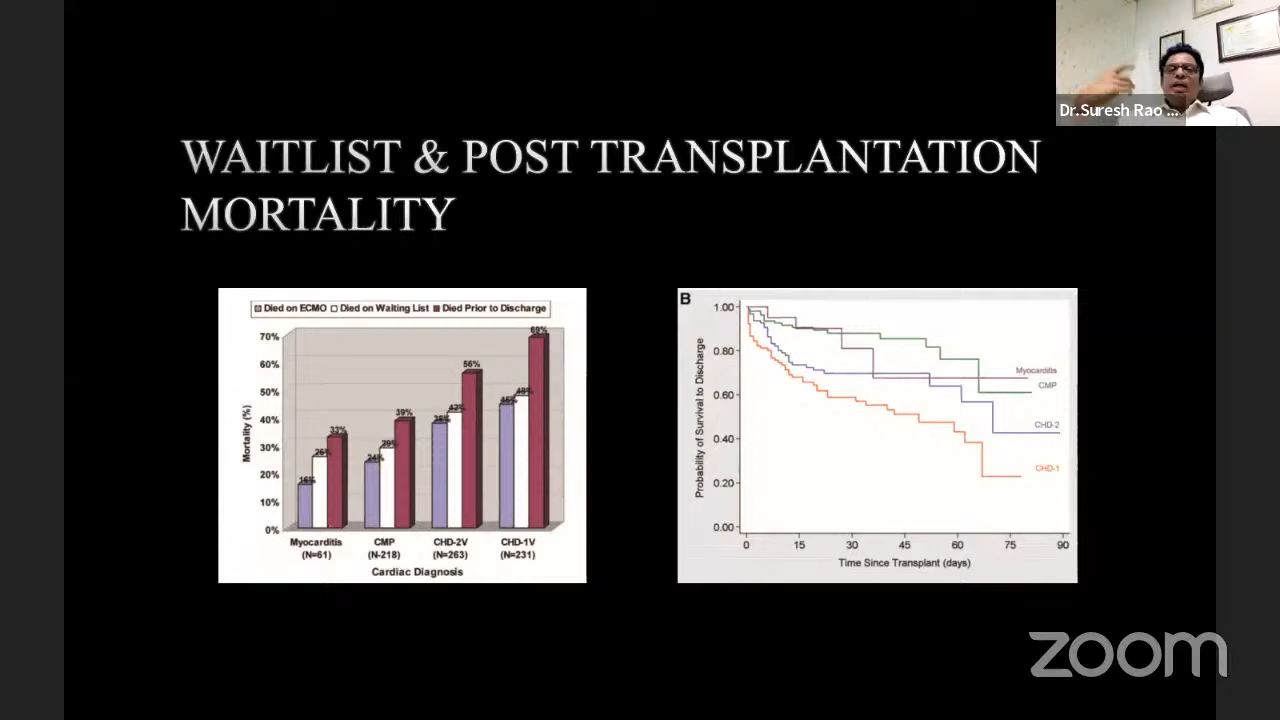 Dr.Suresh Rao ...
WAITLIST & POST TRANSPLANTATION
MORTALITY
Died on ECMO Died on Waiting List Died Prior to Discharge
70%
60%
50%
40%
30%
20%
10%
0%
Mortality (%)
16% 26% 33%
24% 29% 39%
38% 42% 56%
45% 48% 69%
Myocarditis CMP CHD-2V CHD-1V
(N=61) (N-218) (N=263) (N=231)
Cardiac Diagnosis
B
1.00
0.80
0.60
0.40
0.20
0.00
Probability of Survival to Discharge
Myocarditis
CMP
CHD-2
CHD-1
0 15 30 45 60 75 90
Time Since Transplant (days)
zoom